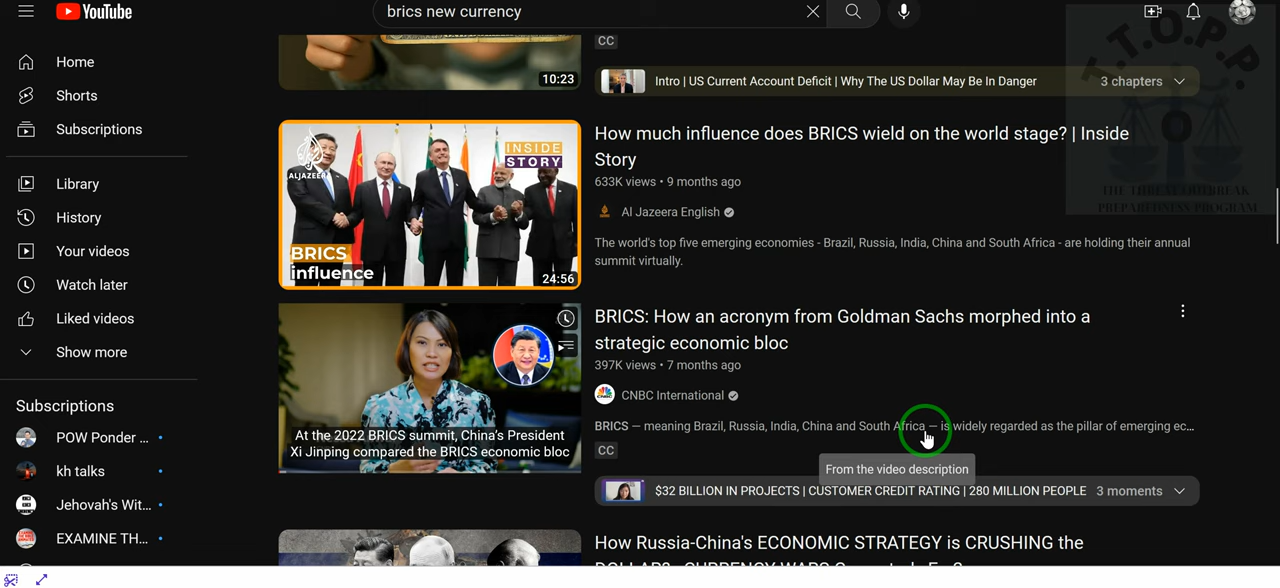 YouTube
brics new currency
Home
Shorts
Subscriptions
Library
History
Your videos
Watch later
Liked videos
Show more
Subscriptions
POW Ponder ...
kh talks
Jehovah's Wit...
EXAMINE TH...
10:23
CC
Intro | US Current Account Deficit | Why The US Dollar May Be In Danger
3 chapters
T.O.P.P.
O
THE THREAT OUTBREAK
PREPAREDNESS PROGRAM
ALJAZEERA
INSIDE
STORY
BRICS
influence
24:56
How much influence does BRICS wield on the world stage? | Inside
Story
633K views • 9 months ago
Al Jazeera English
The world's top five emerging economies - Brazil, Russia, India, China and South Africa - are holding their annual
summit virtually.
At the 2022 BRICS summit, China's President
Xi Jinping compared the BRICS economic bloc
BRICS: How an acronym from Goldman Sachs morphed into a
strategic economic bloc
397K views • 7 months ago
CNBC
CNBC International
BRICS — meaning Brazil, Russia, India, China and South Africa — is widely regarded as the pillar of emerging ec...
CC
From the video description
$32 BILLION IN PROJECTS | CUSTOMER CREDIT RATING | 280 MILLION PEOPLE
3 moments
How Russia-China's ECONOMIC STRATEGY is CRUSHING the